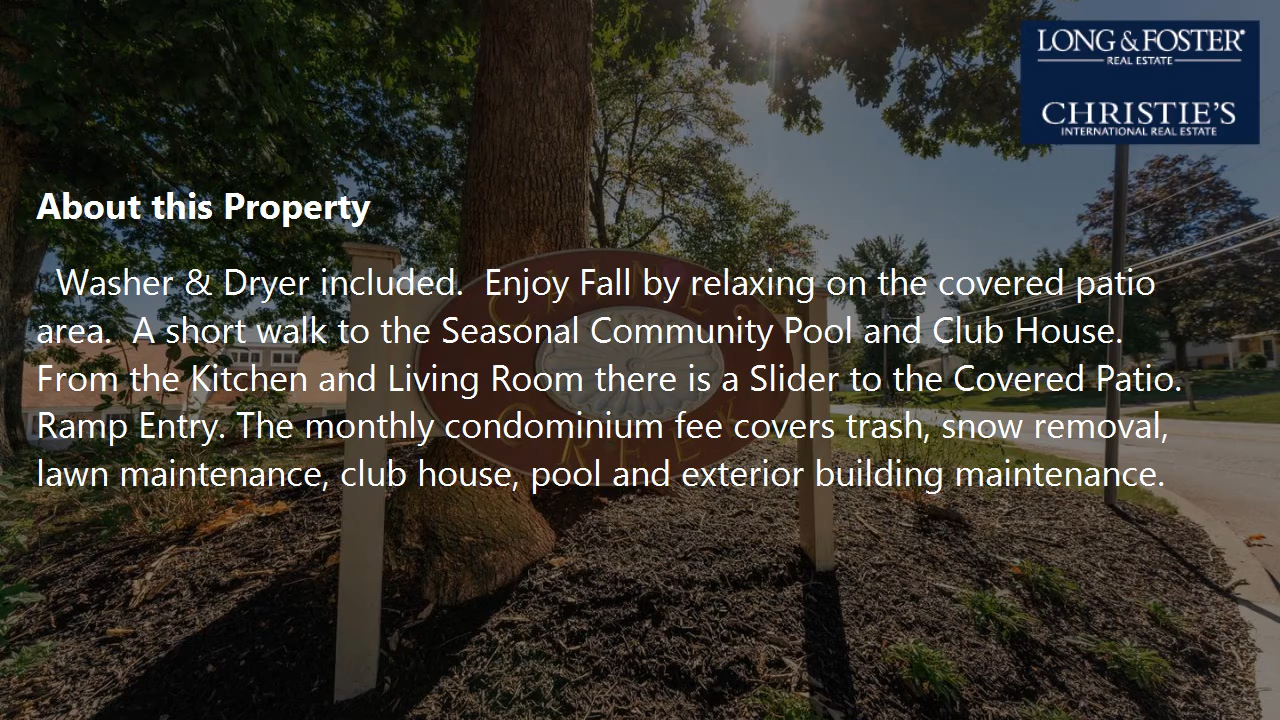 LONG & FOSTER®
REAL ESTATE
CHRISTIE'S
INTERNATIONAL REAL ESTATE
About this Property
Washer & Dryer included.  Enjoy Fall by relaxing on the covered patio
area.  A short walk to the Seasonal Community Pool and Club House.
From the Kitchen and Living Room there is a Slider to the Covered Patio.
Ramp Entry. The monthly condominium fee covers trash, snow removal,
lawn maintenance, club house, pool and exterior building maintenance.